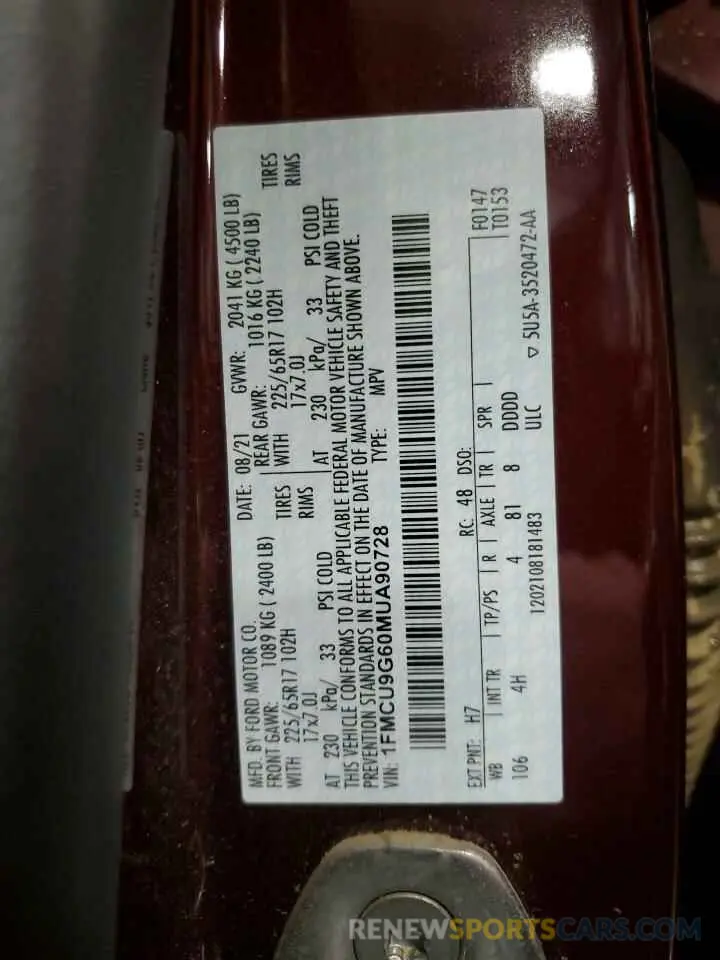 MFD. BY FORD MOTOR CO.
DATE: 08/21 GVWR: 2041 KG ( 4500 LB)
FRONT GAWR: 1089 KG ( 2400 LB) REAR GAWR: 1016 KG ( 2240 LB)
WITH 225/65R17 102H TIRES WITH 225/65R17 102H TIRES
17x7.0J RIMS 17x7.0J RIMS
AT 230 kPa/ 33 PSI COLD AT 230 kPa/ 33 PSI COLD
THIS VEHICLE CONFORMS TO ALL APPLICABLE FEDERAL MOTOR VEHICLE SAFETY AND THEFT
PREVENTION STANDARDS IN EFFECT ON THE DATE OF MANUFACTURE SHOWN ABOVE.
VIN: 1FMCU9G60MUA90728 TYPE: MPV
EXT PNT: H7 RC: 48 DSO: F0147
WB INT TR TP/PS R AXLE TR SPR T0153
106 4H 4 81 8 DDDD
1202108181483 ULC ▽ 5U5A-3520472-AA
RENEWSPORTSCARS.COM